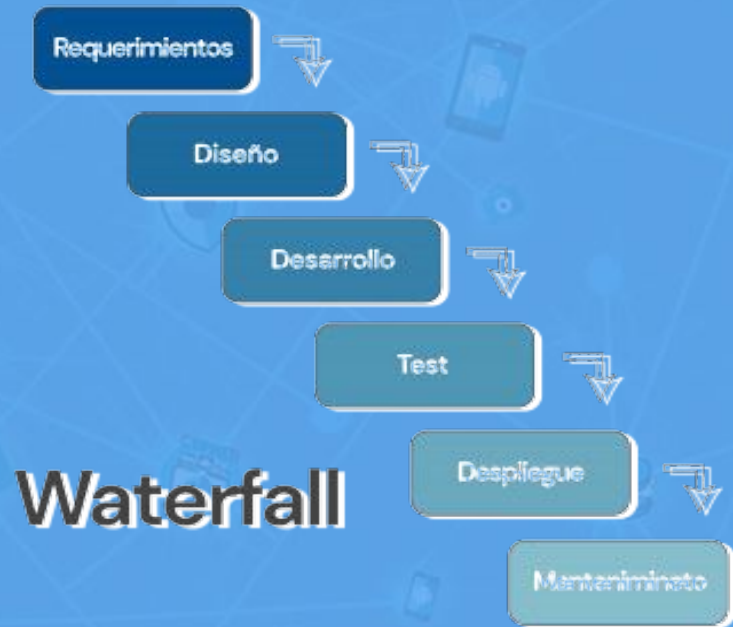 Requerimientos
Diseño
Desarrollo
Test
Despliegue
Waterfall